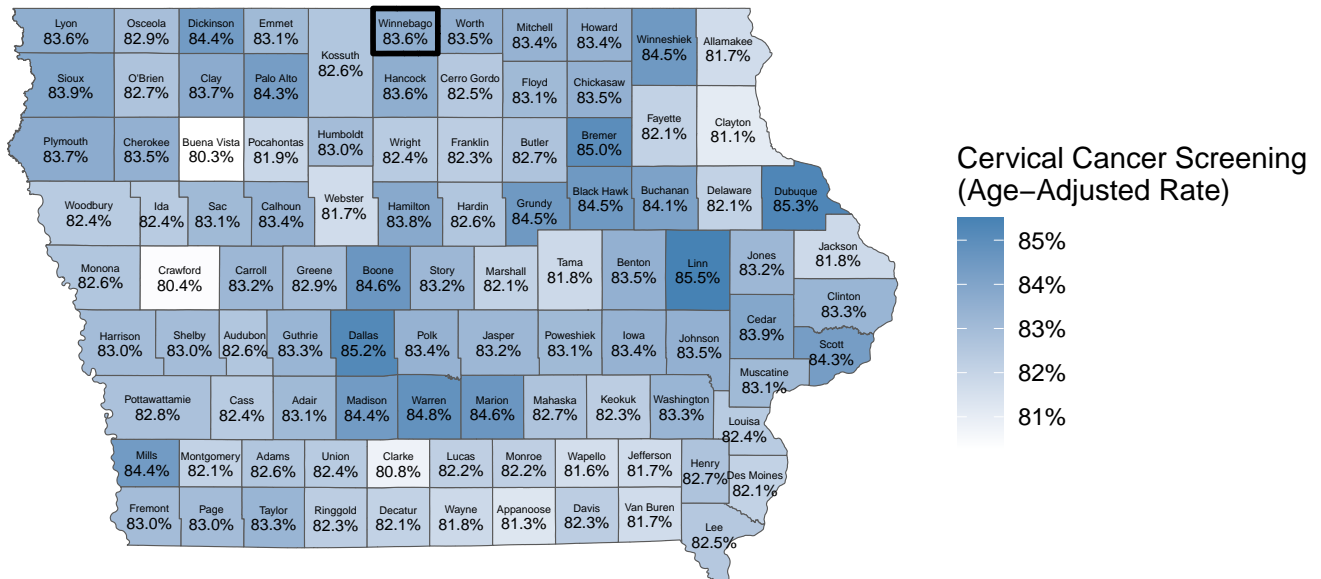 Lyon
83.6%
Osceola
82.9%
Dickinson
84.4%
Emmet
83.1%
Kossuth
82.6%
Winnebago
83.6%
Worth
83.5%
Mitchell
83.4%
Howard
83.4%
Winneshiek
84.5%
Allamakee
81.7%
Sioux
83.9%
O'Brien
82.7%
Clay
83.7%
Palo Alto
84.3%
Hancock
83.6%
Cerro Gordo
82.5%
Floyd
83.1%
Chickasaw
83.5%
Fayette
82.1%
Clayton
81.1%
Plymouth
83.7%
Cherokee
83.5%
Buena Vista
80.3%
Pocahontas
81.9%
Humboldt
83.0%
Wright
82.4%
Franklin
82.3%
Butler
82.7%
Bremer
85.0%
Woodbury
82.4%
Ida
82.4%
Sac
83.1%
Calhoun
83.4%
Webster
81.7%
Hamilton
83.8%
Hardin
82.6%
Grundy
84.5%
Black Hawk
84.5%
Buchanan
84.1%
Delaware
82.1%
Dubuque
85.3%
Monona
82.6%
Crawford
80.4%
Carroll
83.2%
Greene
82.9%
Boone
84.6%
Story
83.2%
Marshall
82.1%
Tama
81.8%
Benton
83.5%
Linn
85.5%
Jones
83.2%
Jackson
81.8%
Clinton
83.3%
Harrison
83.0%
Shelby
83.0%
Audubon
82.6%
Guthrie
83.3%
Dallas
85.2%
Polk
83.4%
Jasper
83.2%
Poweshiek
83.1%
Iowa
83.4%
Johnson
83.5%
Cedar
83.9%
Scott
84.3%
Muscatine
83.1%
Pottawattamie
82.8%
Cass
82.4%
Adair
83.1%
Madison
84.4%
Warren
84.8%
Marion
84.6%
Mahaska
82.7%
Keokuk
82.3%
Washington
83.3%
Louisa
82.4%
Mills
84.4%
Montgomery
82.1%
Adams
82.6%
Union
82.4%
Clarke
80.8%
Lucas
82.2%
Monroe
82.2%
Wapello
81.6%
Jefferson
81.7%
Henry
82.7%
Des Moines
82.1%
Fremont
83.0%
Page
83.0%
Taylor
83.3%
Ringgold
82.3%
Decatur
82.1%
Wayne
81.8%
Appanoose
81.3%
Davis
82.3%
Van Buren
81.7%
Lee
82.5%
Cervical Cancer Screening
(Age−Adjusted Rate)
85%
84%
83%
82%
81%